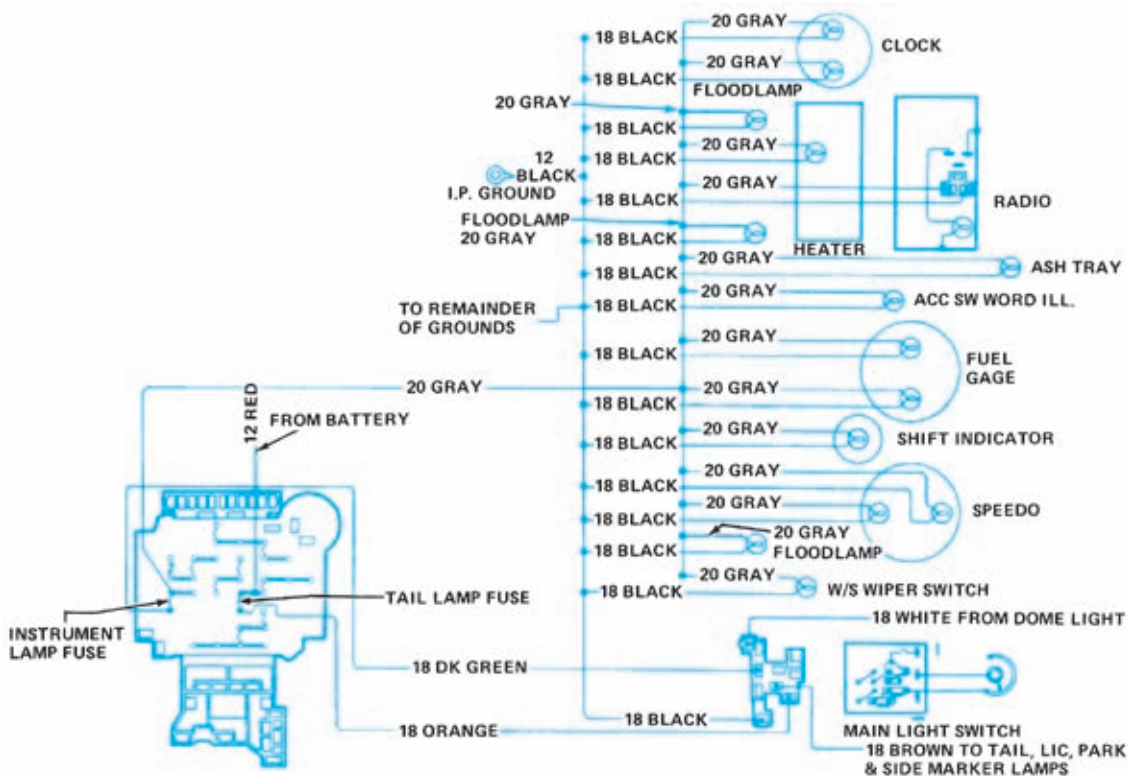 20 GRAY
18 BLACK
CLOCK
20 GRAY
18 BLACK
FLOODLAMP
20 GRAY
18 BLACK
20 GRAY
12
BLACK
18 BLACK
I.P. GROUND
20 GRAY
18 BLACK
RADIO
FLOODLAMP
20 GRAY
18 BLACK
HEATER
20 GRAY
18 BLACK
ASH TRAY
20 GRAY
18 BLACK
ACC SW WORD ILL.
TO REMAINDER
OF GROUNDS
20 GRAY
18 BLACK
FUEL
GAGE
20 GRAY
20 GRAY
18 BLACK
12 RED
FROM BATTERY
20 GRAY
18 BLACK
SHIFT INDICATOR
20 GRAY
18 BLACK
20 GRAY
18 BLACK
SPEEDO
20 GRAY
FLOODLAMP
18 BLACK
20 GRAY
18 BLACK
W/S WIPER SWITCH
TAIL LAMP FUSE
INSTRUMENT
LAMP FUSE
18 WHITE FROM DOME LIGHT
18 DK GREEN
18 BLACK
18 ORANGE
MAIN LIGHT SWITCH
18 BROWN TO TAIL, LIC, PARK
& SIDE MARKER LAMPS